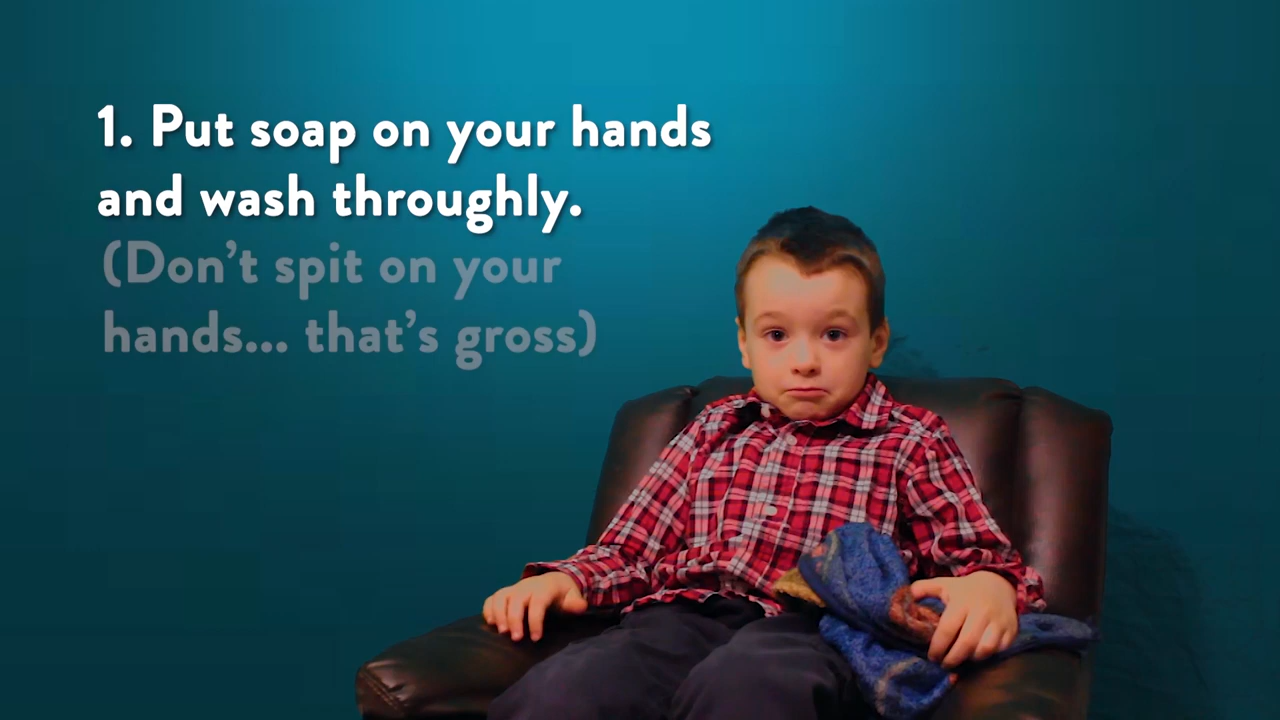 1. Put soap on your hands
and wash throughly.
(Don’t spit on your
hands... that’s gross)